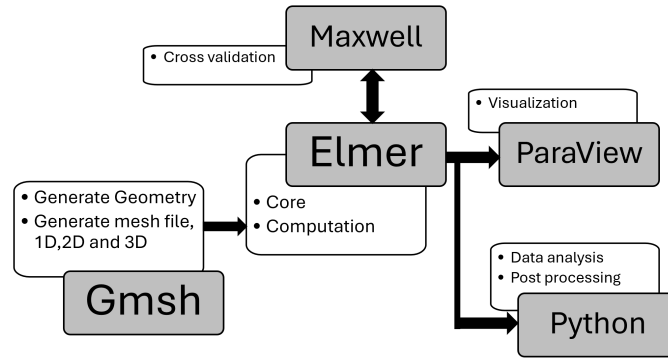 Maxwell
• Cross validation
• Visualization
ParaView
Elmer
• Core
• Computation
• Generate Geometry
• Generate mesh file,
1D,2D and 3D
Gmsh
• Data analysis
• Post processing
Python